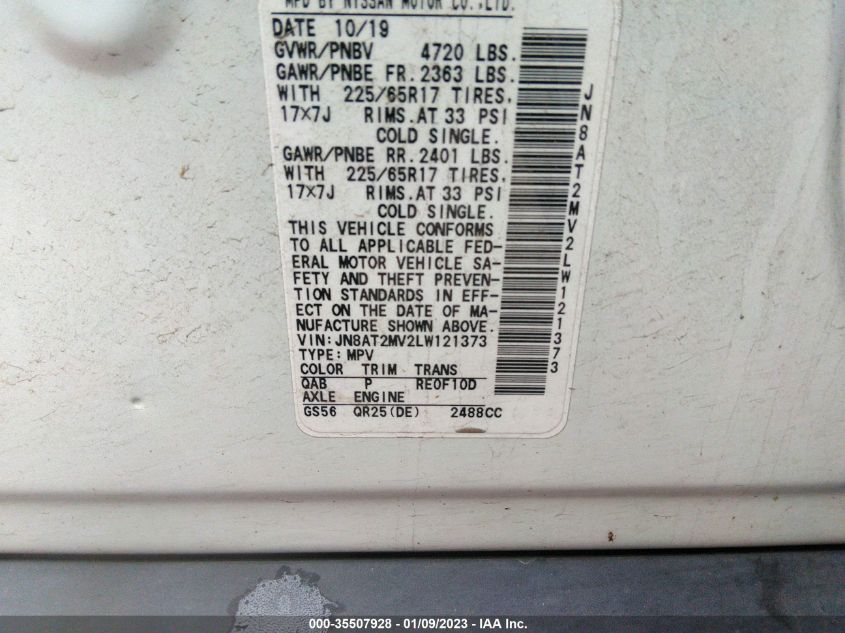 MFD BY NISSAN MOTOR CO.,LTD.
DATE 10/19
GVWR/PNBV 4720 LBS.
GAWR/PNBE FR. 2363 LBS.
WITH 225/65R17 TIRES,
17×7J RIMS.AT 33 PSI
COLD SINGLE.
GAWR/PNBE RR. 2401 LBS.
WITH 225/65R17 TIRES,
17×7J RIMS.AT 33 PSI
COLD SINGLE.
THIS VEHICLE CONFORMS
TO ALL APPLICABLE FED-
ERAL MOTOR VEHICLE SA-
FETY AND THEFT PREVEN-
TION STANDARDS IN EFF-
ECT ON THE DATE OF MA-
NUFACTURE SHOWN ABOVE.
VIN:JN8AT2MV2LW121373
TYPE:MPV
COLOR TRIM TRANS
QAB P RE0F10D
AXLE ENGINE
GS56 QR25(DE) 2488CC
JN8AT2MV2LW121373
000-35507928 - 01/09/2023 - © IAA Inc.